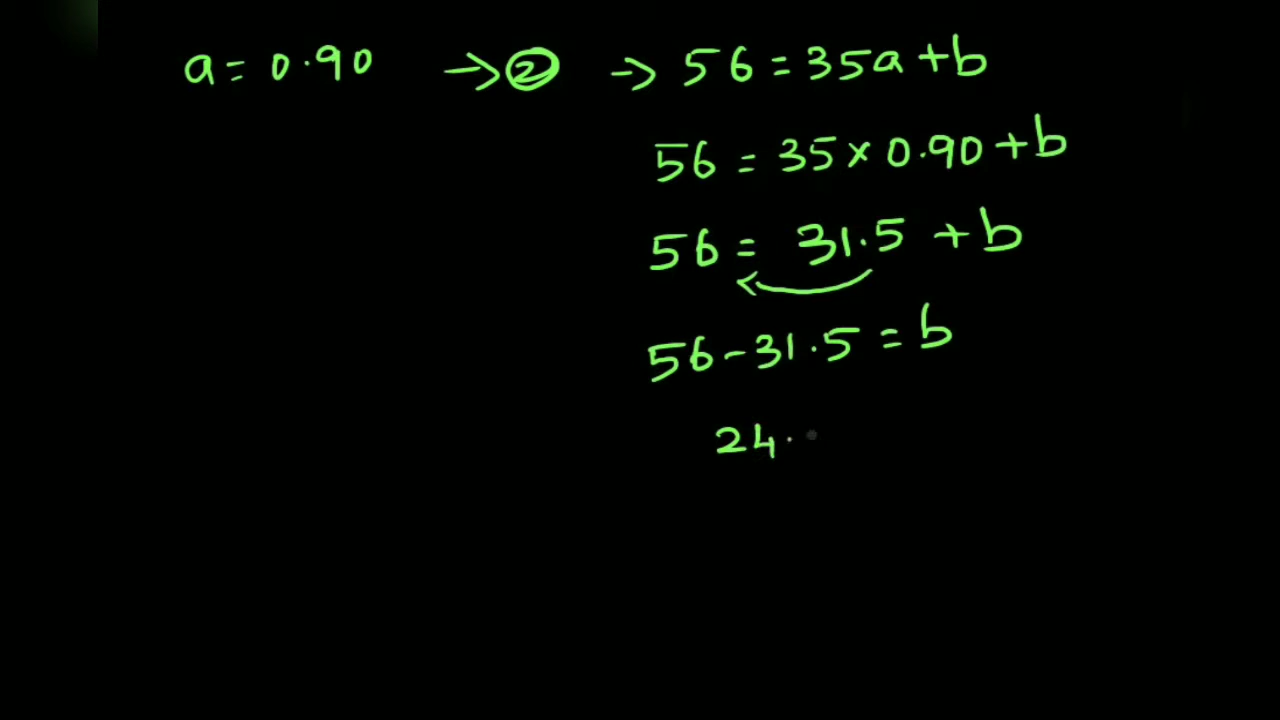 a = 0.90 → ② → 56 = 35a + b
56 = 35 × 0.90 + b
56 = 31.5 + b
56 - 31.5 = b
24.